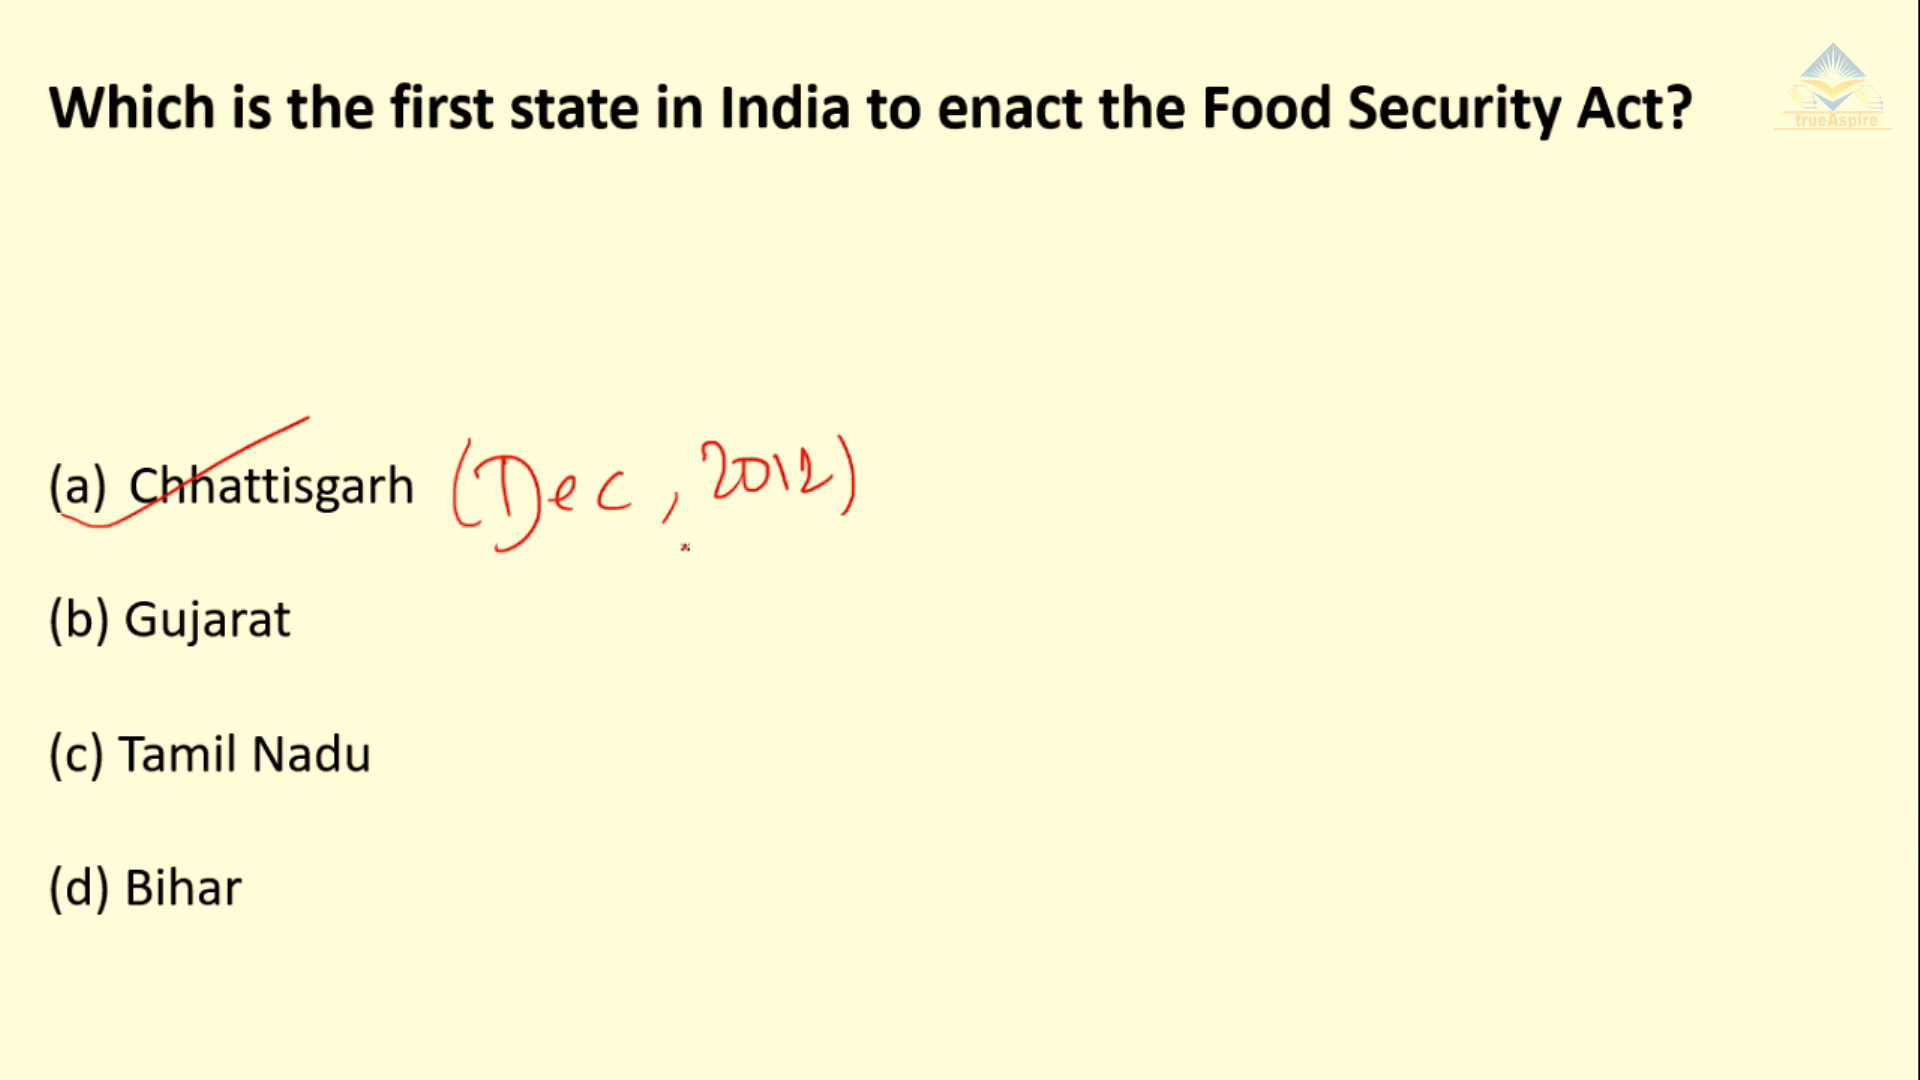 Which is the first state in India to enact the Food Security Act?
trueAspire
(a) Chhattisgarh (Dec, 2012)
(b) Gujarat
(c) Tamil Nadu
(d) Bihar